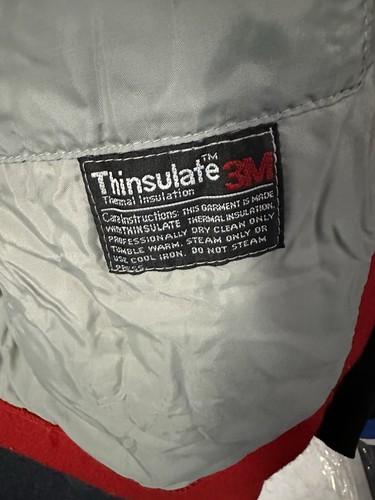 Thinsulate™ 3M
Thermal Insulation
Care Instructions: THIS GARMENT IS MADE
WITH THINSULATE THERMAL INSULATION.
PROFESSIONALLY DRY CLEAN ONLY
TUMBLE WARM. STEAM ONLY OR
USE COOL IRON. DO NOT STEAM
PRESS